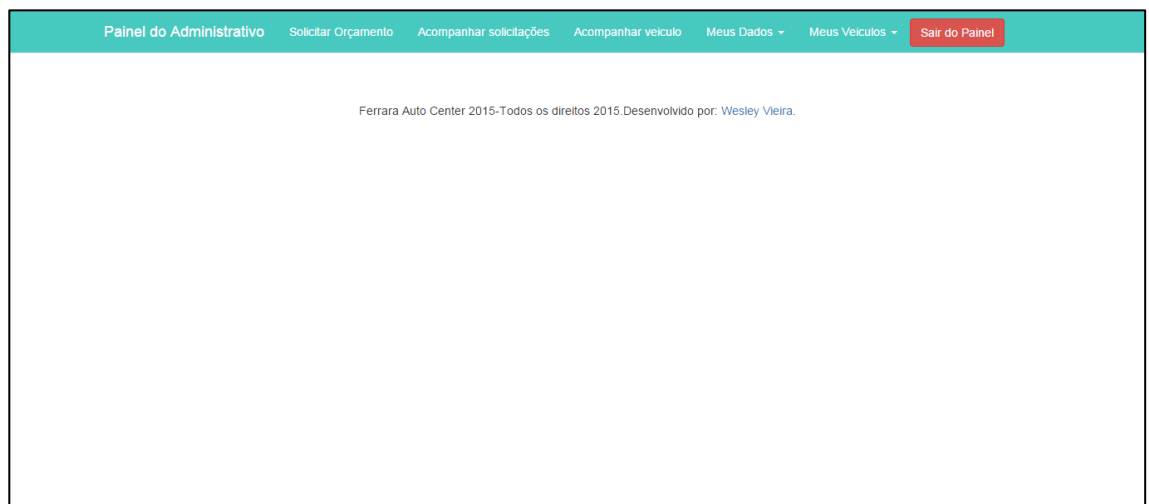 Painel do Administrativo Solicitar Orçamento Acompanhar solicitações Acompanhar veiculo Meus Dados Meus Veiculos Sair do Painel
Ferrara Auto Center 2015-Todos os direitos 2015.Desenvolvido por: Wesley Vieira.